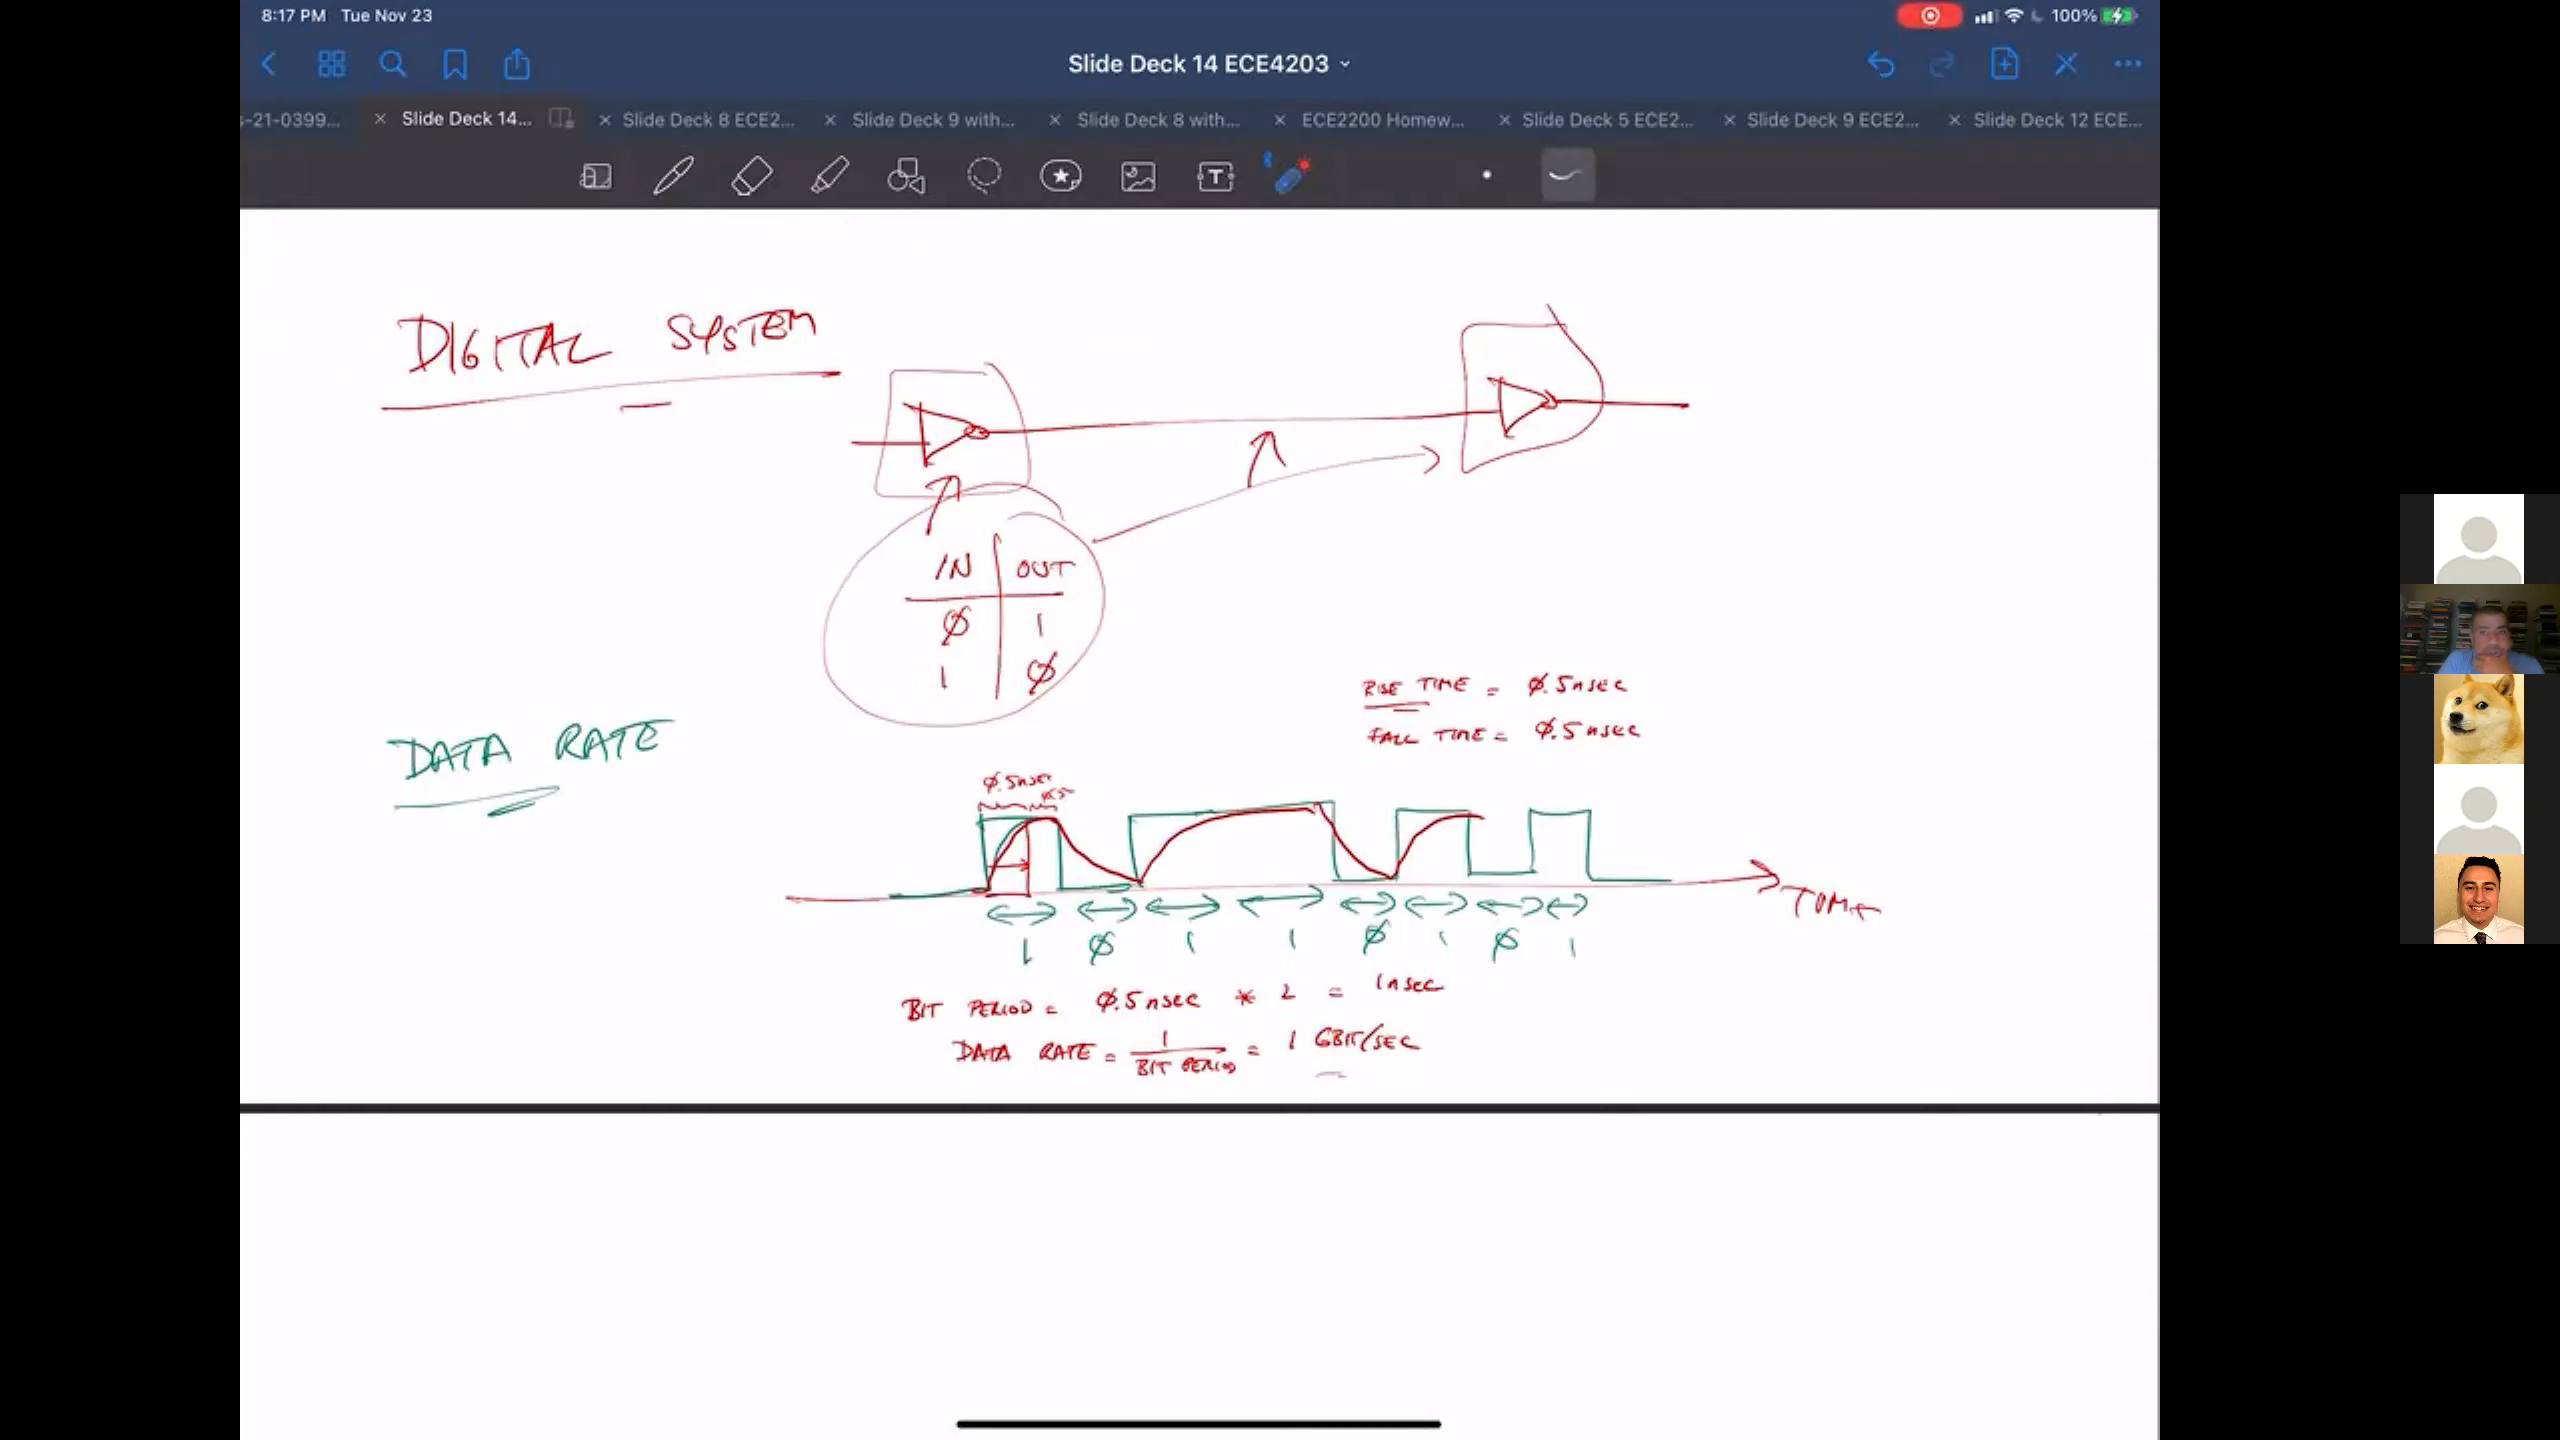 8:17 PM Tue Nov 23
100%
Slide Deck 14 ECE4203
s-21-0399... Slide Deck 14... Slide Deck 8 ECE2... Slide Deck 9 with... Slide Deck 8 with... ECE2200 Homew... Slide Deck 5 ECE2... Slide Deck 9 ECE2... Slide Deck 12 ECE...
DIGITAL SYSTEM
IN OUT
Ø 1
1 Ø
RISE TIME = Ø.5nSEC
FALL TIME = Ø.5nSEC
DATA RATE
Ø.5nSEC
TIME
1 Ø 1 1 Ø 1 Ø 1
BIT PERIOD = Ø.5nSEC * 2 = 1nSEC
DATA RATE = 1 / BIT PERIOD = 1 GBIT/SEC